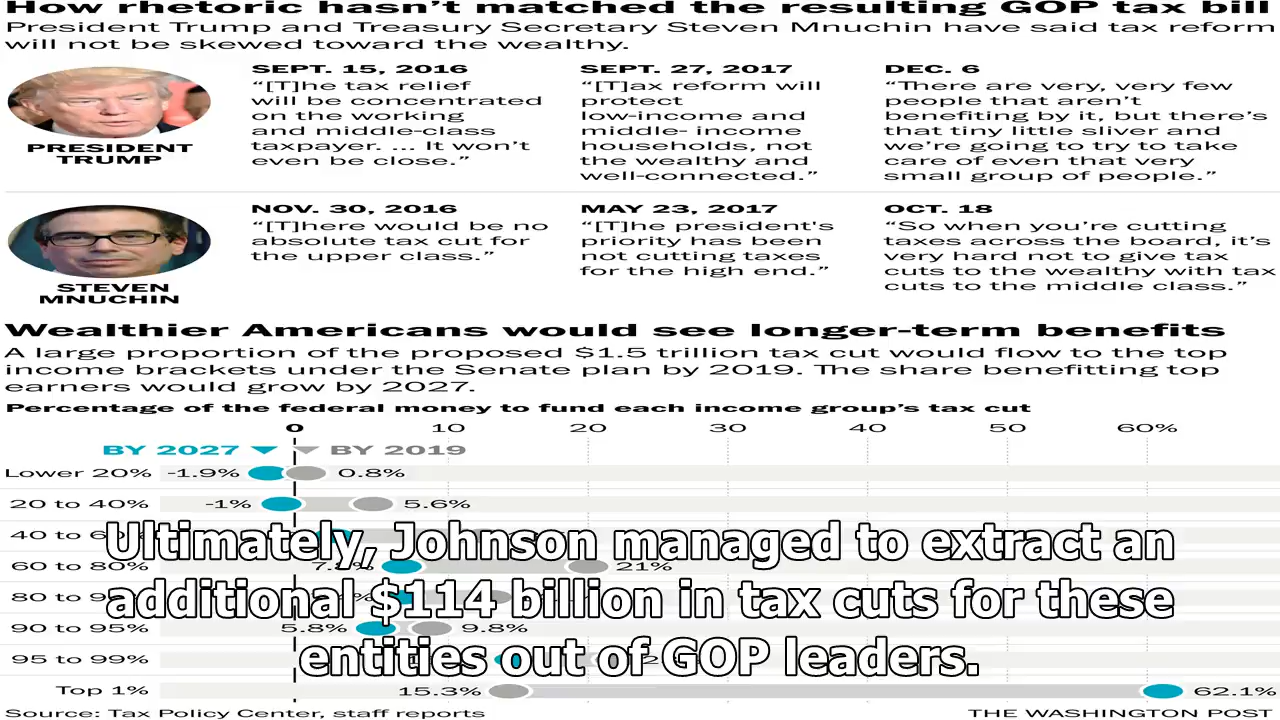 How rhetoric hasn't matched the resulting GOP tax bill
President Trump and Treasury Secretary Steven Mnuchin have said tax reform
will not be skewed toward the wealthy.
PRESIDENT
TRUMP
SEPT. 15, 2016
“[T]he tax relief
will be concentrated
on the working
and middle-class
taxpayer. ... It won’t
even be close.”
SEPT. 27, 2017
“[T]ax reform will
protect
low-income and
middle- income
households, not
the wealthy and
well-connected.”
DEC. 6
“There are very, very few
people that aren’t
benefiting by it, but there’s
that tiny little sliver and
we’re going to try to take
care of even that very
small group of people.”
STEVEN
MNUCHIN
NOV. 30, 2016
“[T]here would be no
absolute tax cut for
the upper class.”
MAY 23, 2017
“[T]he president's
priority has been
not cutting taxes
for the high end.”
OCT. 18
“So when you’re cutting
taxes across the board, it’s
very hard not to give tax
cuts to the wealthy with tax
cuts to the middle class.”
Wealthier Americans would see longer-term benefits
A large proportion of the proposed $1.5 trillion tax cut would flow to the top
income brackets under the Senate plan by 2019. The share benefitting top
earners would grow by 2027.
Percentage of the federal money to fund each income group’s tax cut
0 10 20 30 40 50 60%
BY 2027 BY 2019
Lower 20% -1.9% 0.8%
20 to 40% -1% 5.6%
40 to
60 to 80% 21%
80 to
90 to 95% 5.8% 9.8%
95 to 99%
Top 1% 15.3% 62.1%
Ultimately, Johnson managed to extract an
additional $114 billion in tax cuts for these
entities out of GOP leaders.
Source: Tax Policy Center, staff reports
THE WASHINGTON POST